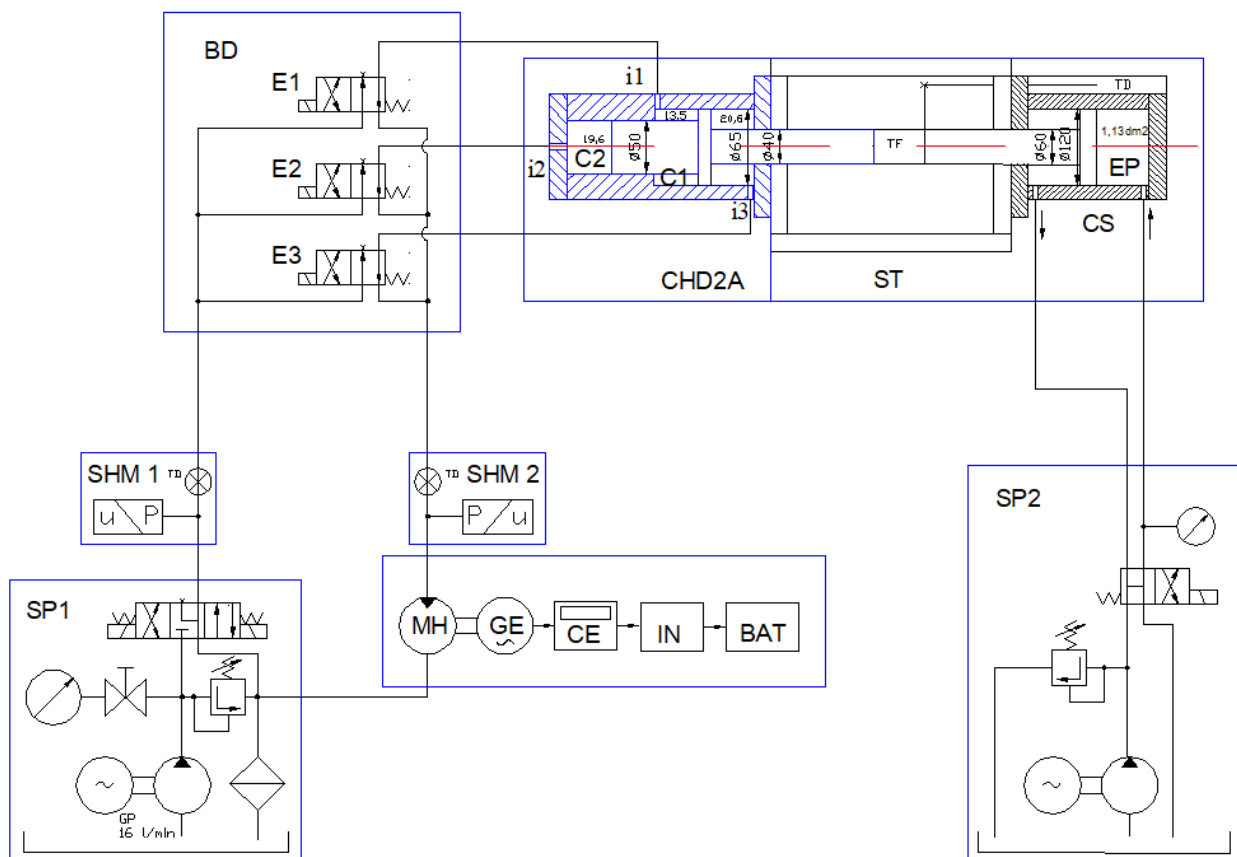 BD
E1
E2
E3
i1
i2
i3
19,6
C2
ø50
13,5
C1
20,6
ø65
ø40
TF
TD
ø60
ø120
1,13dm2
EP
CS
CHD2A
ST
SHM 1
TD
u
P
TD
SHM 2
P
u
SP1
MH
GE
~
CE
IN
BAT
SP2
~
GP
16 l/mln
~